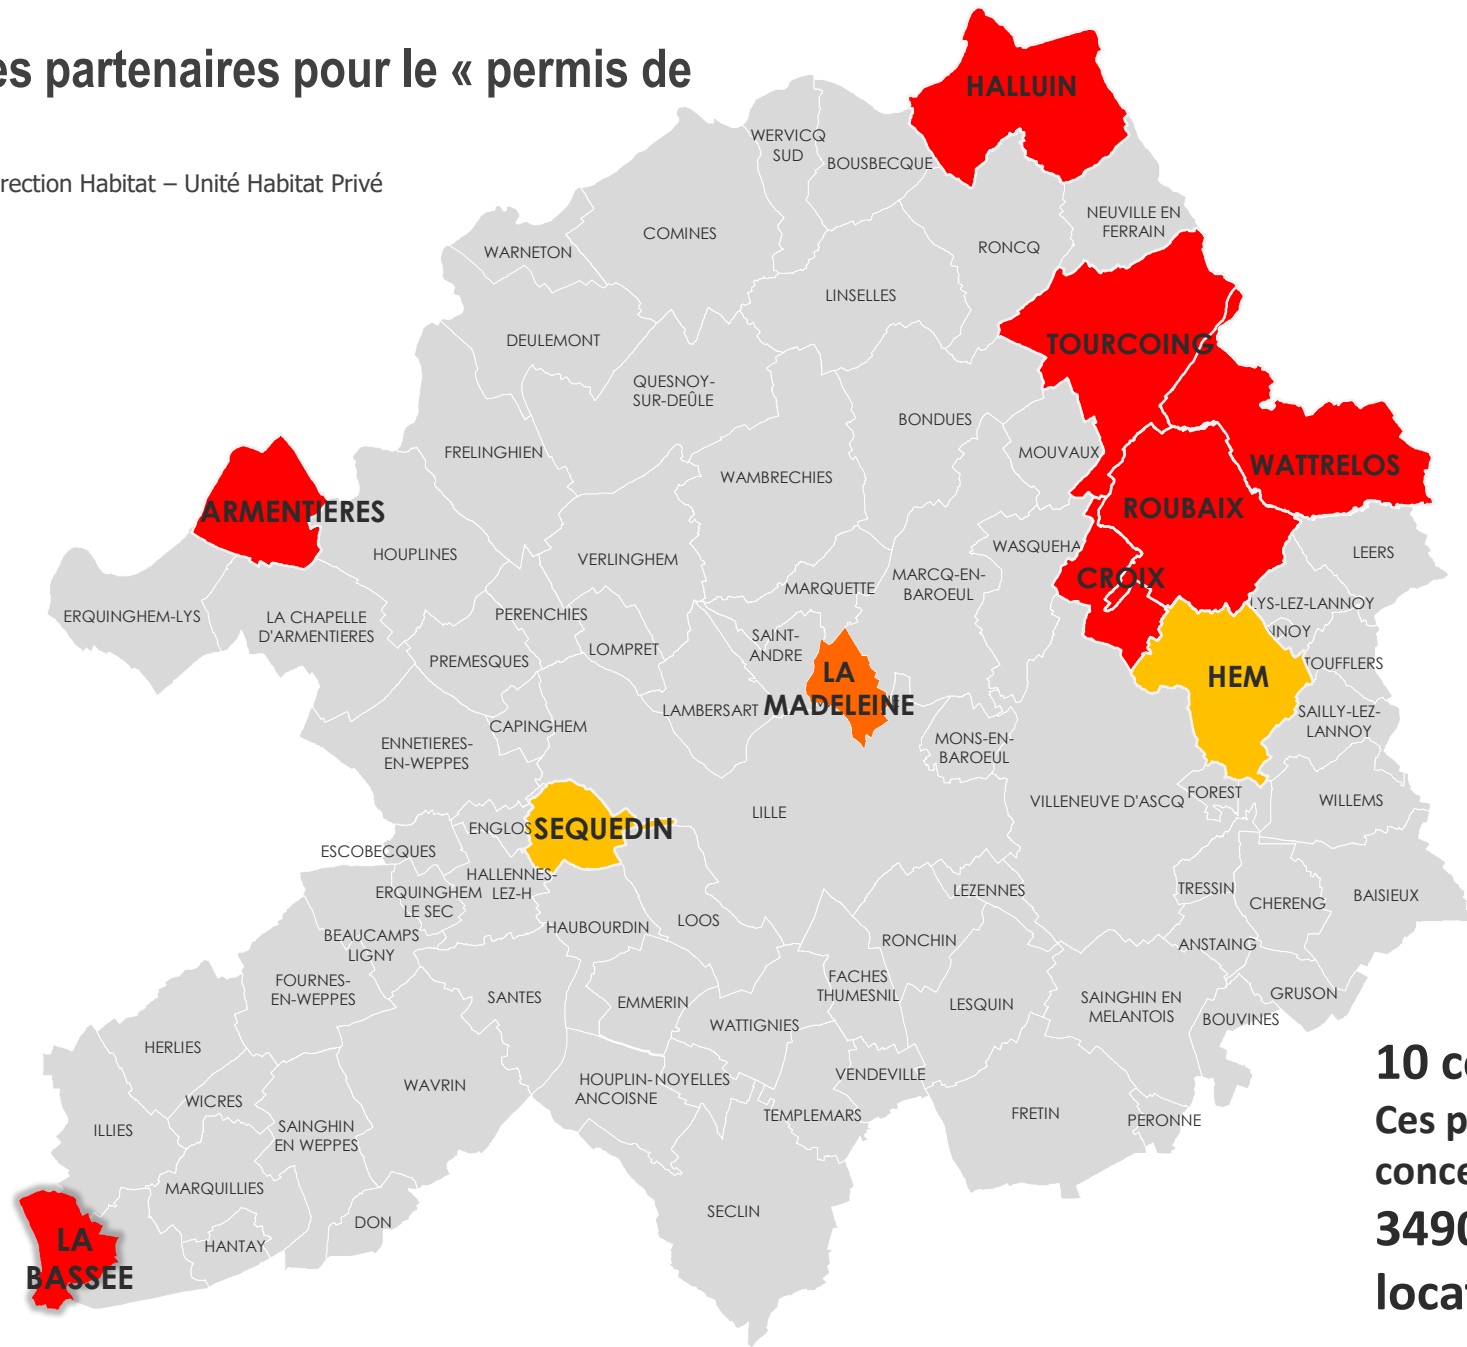 es partenaires pour le « permis de
rection Habitat – Unité Habitat Privé
HALLUIN
WERVICQ
SUD
BOUSBECQUE
NEUVILLE EN
FERRAIN
COMINES
WARNETON
RONCQ
LINSELLES
DEULEMONT
TOURCOING
QUESNOY-
SUR-DEÛLE
BONDUES
MOUVAUX
FRELINGHIEN
WAMBRECHIES
WATTRELOS
ARMENTIERES
ROUBAIX
HOUPLINES
VERLINGHEM
WASQUEHA
LEERS
MARCQ-EN-
BAROEUL
CROIX
MARQUETTE
ERQUINGHEM-LYS
LA CHAPELLE
D'ARMENTIERES
PERENCHIES
LYS-LEZ-LANNOY
NNOY
SAINT-
ANDRE
LOMPRET
PREMESQUES
TOUFFLERS
LA
MADELEINE
HEM
LAMBERSART
CAPINGHEM
SAILLY-LEZ-
LANNOY
ENNETIERES-
EN-WEPPES
MONS-EN-
BAROEUL
VILLENEUVE D'ASCQ
FOREST
WILLEMS
LILLE
ENGLOS
SEQUEDIN
ESCOBECQUES
HALLENNES-
LEZ-H
ERQUINGHEM
LE SEC
LEZENNES
TRESSIN
CHERENG
BAISIEUX
BEAUCAMPS
LIGNY
HAUBOURDIN
LOOS
RONCHIN
ANSTAING
FOURNES-
EN-WEPPES
SANTES
EMMERIN
FACHES
THUMESNIL
LESQUIN
SAINGHIN EN
MELANTOIS
GRUSON
BOUVINES
WATTIGNIES
HERLIES
WICRES
WAVRIN
HOUPLIN-
ANCOISNE
NOYELLES
VENDEVILLE
TEMPLEMARS
FRETIN
PERONNE
ILLIES
SAINGHIN
EN WEPPES
MARQUILLIES
HANTAY
DON
SECLIN
LA
BASSEE
10 c
Ces p
conce
3490
locat